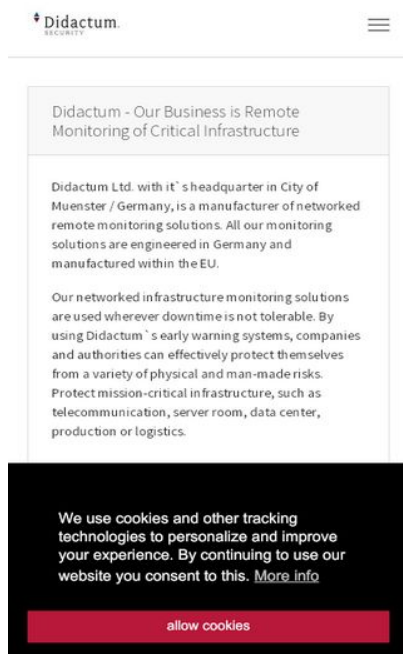 Didactum.
SECURITY
Didactum - Our Business is Remote
Monitoring of Critical Infrastructure
Didactum Ltd. with it`s headquarter in City of
Muenster / Germany, is a manufacturer of networked
remote monitoring solutions. All our monitoring
solutions are engineered in Germany and
manufactured within the EU.
Our networked infrastructure monitoring solutions
are used wherever downtime is not tolerable. By
using Didactum`s early warning systems, companies
and authorities can effectively protect themselves
from a variety of physical and man-made risks.
Protect mission-critical infrastructure, such as
telecommunication, server room, data center,
production or logistics.
We use cookies and other tracking
technologies to personalize and improve
your experience. By continuing to use our
website you consent to this. More info
allow cookies